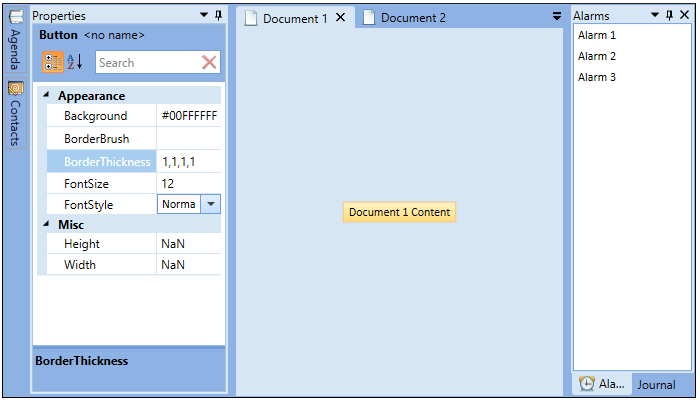 Agenda
Contacts
Properties
Button <no name>
A
Z
Search
Appearance
Background #00FFFFFF
BorderBrush
BorderThickness 1,1,1,1
FontSize 12
FontStyle Norma
Misc
Height NaN
Width NaN
BorderThickness
Document 1
Document 2
Document 1 Content
Alarms
Alarm 1
Alarm 2
Alarm 3
Ala...
Journal